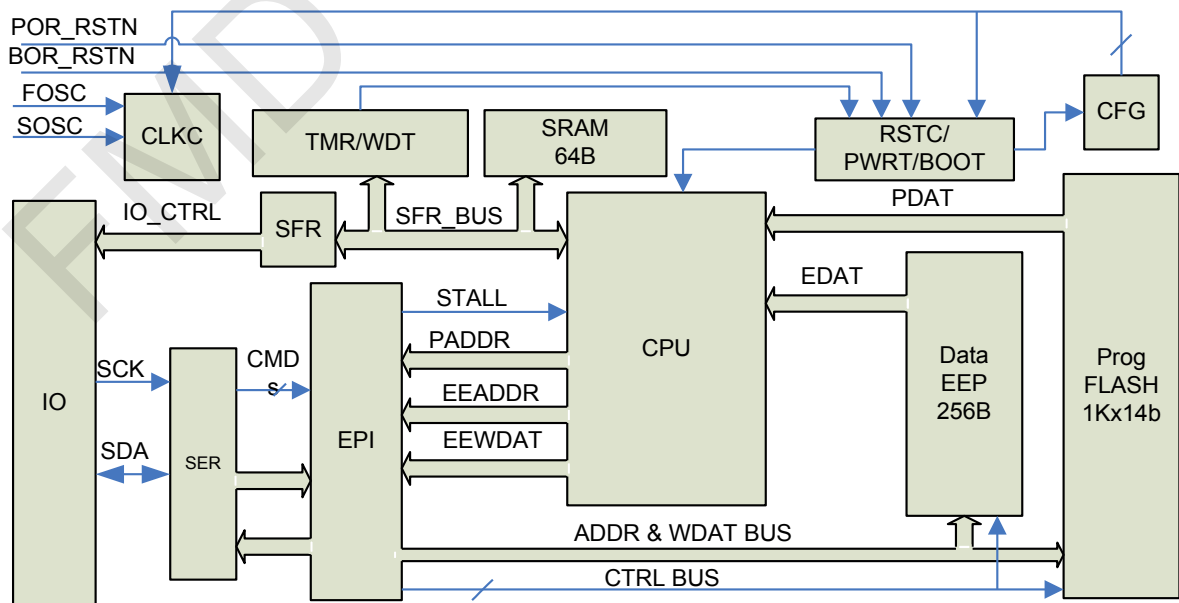 POR_RSTN
BOR_RSTN
FOSC
SOSC
CLKC
TMR/WDT
SRAM
64B
RSTC/
PWRT/BOOT
CFG
IO_CTRL
SFR
SFR_BUS
PDAT
STALL
EDAT
PADDR
CPU
Data
EEP
256B
Prog
FLASH
1Kx14b
IO
SCK
CMD
s
EEADDR
EPI
EEWDAT
SDA
SER
ADDR & WDAT BUS
CTRL BUS
FMD